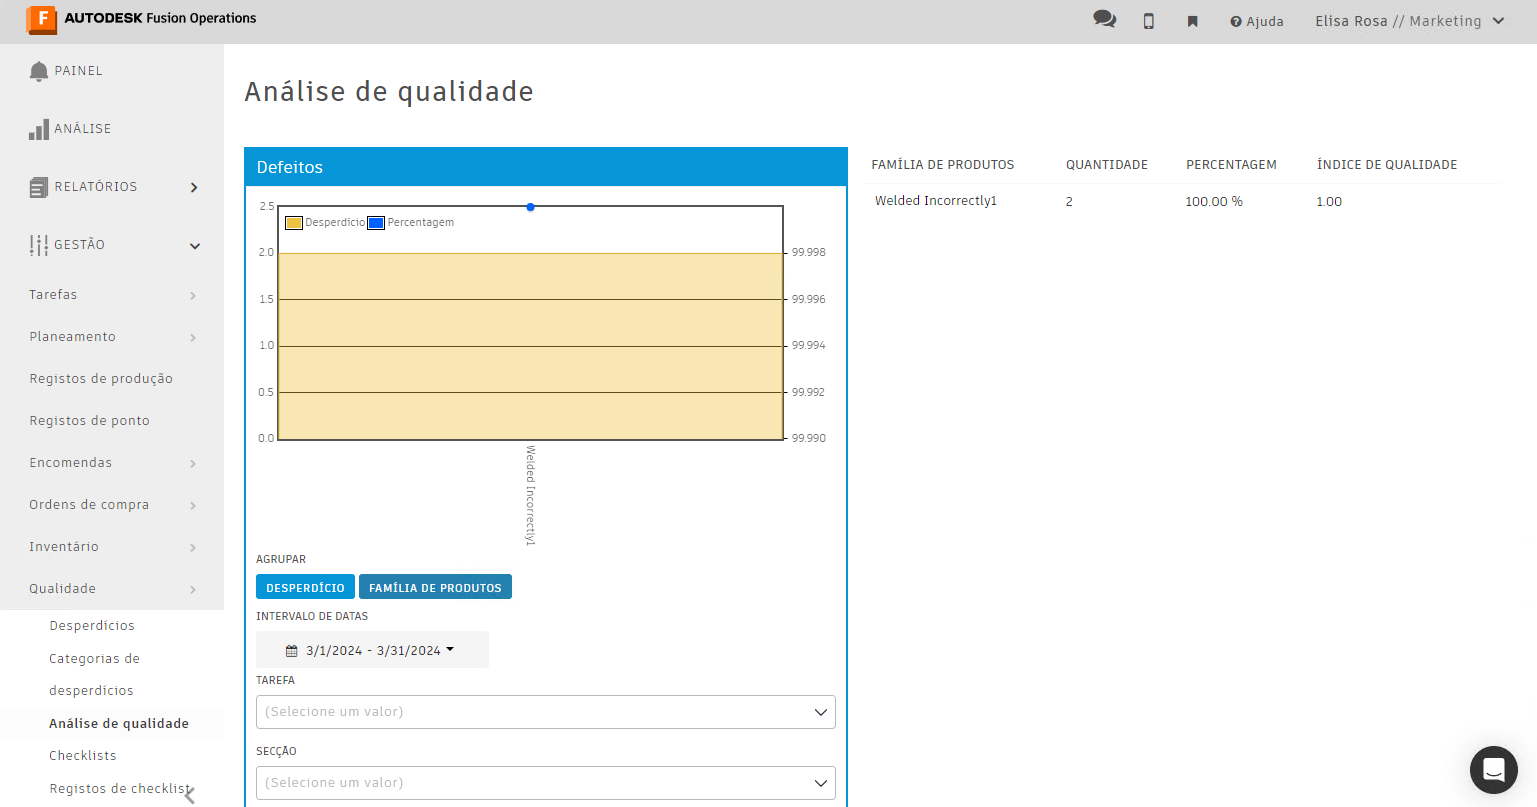 AUTODESK Fusion Operations
Ajuda
Elisa Rosa // Marketing
PAINEL
ANÁLISE
RELATÓRIOS
GESTÃO
Tarefas
Planeamento
Registos de produção
Registos de ponto
Encomendas
Ordens de compra
Inventário
Qualidade
Desperdícios
Categorias de
desperdícios
Análise de qualidade
Checklists
Registos de checklist
Análise de qualidade
Defeitos
2.5
Desperdício
Percentagem
2.0
99.998
1.5
99.996
1.0
99.994
0.5
99.992
0.0
99.990
Welded Incorrectly1
AGRUPAR
DESPERDÍCIO
FAMÍLIA DE PRODUTOS
INTERVALO DE DATAS
3/1/2024 - 3/31/2024
TAREFA
(Selecione um valor)
SECÇÃO
(Selecione um valor)
FAMÍLIA DE PRODUTOS QUANTIDADE PERCENTAGEM ÍNDICE DE QUALIDADE
Welded Incorrectly1 2 100.00 % 1.00